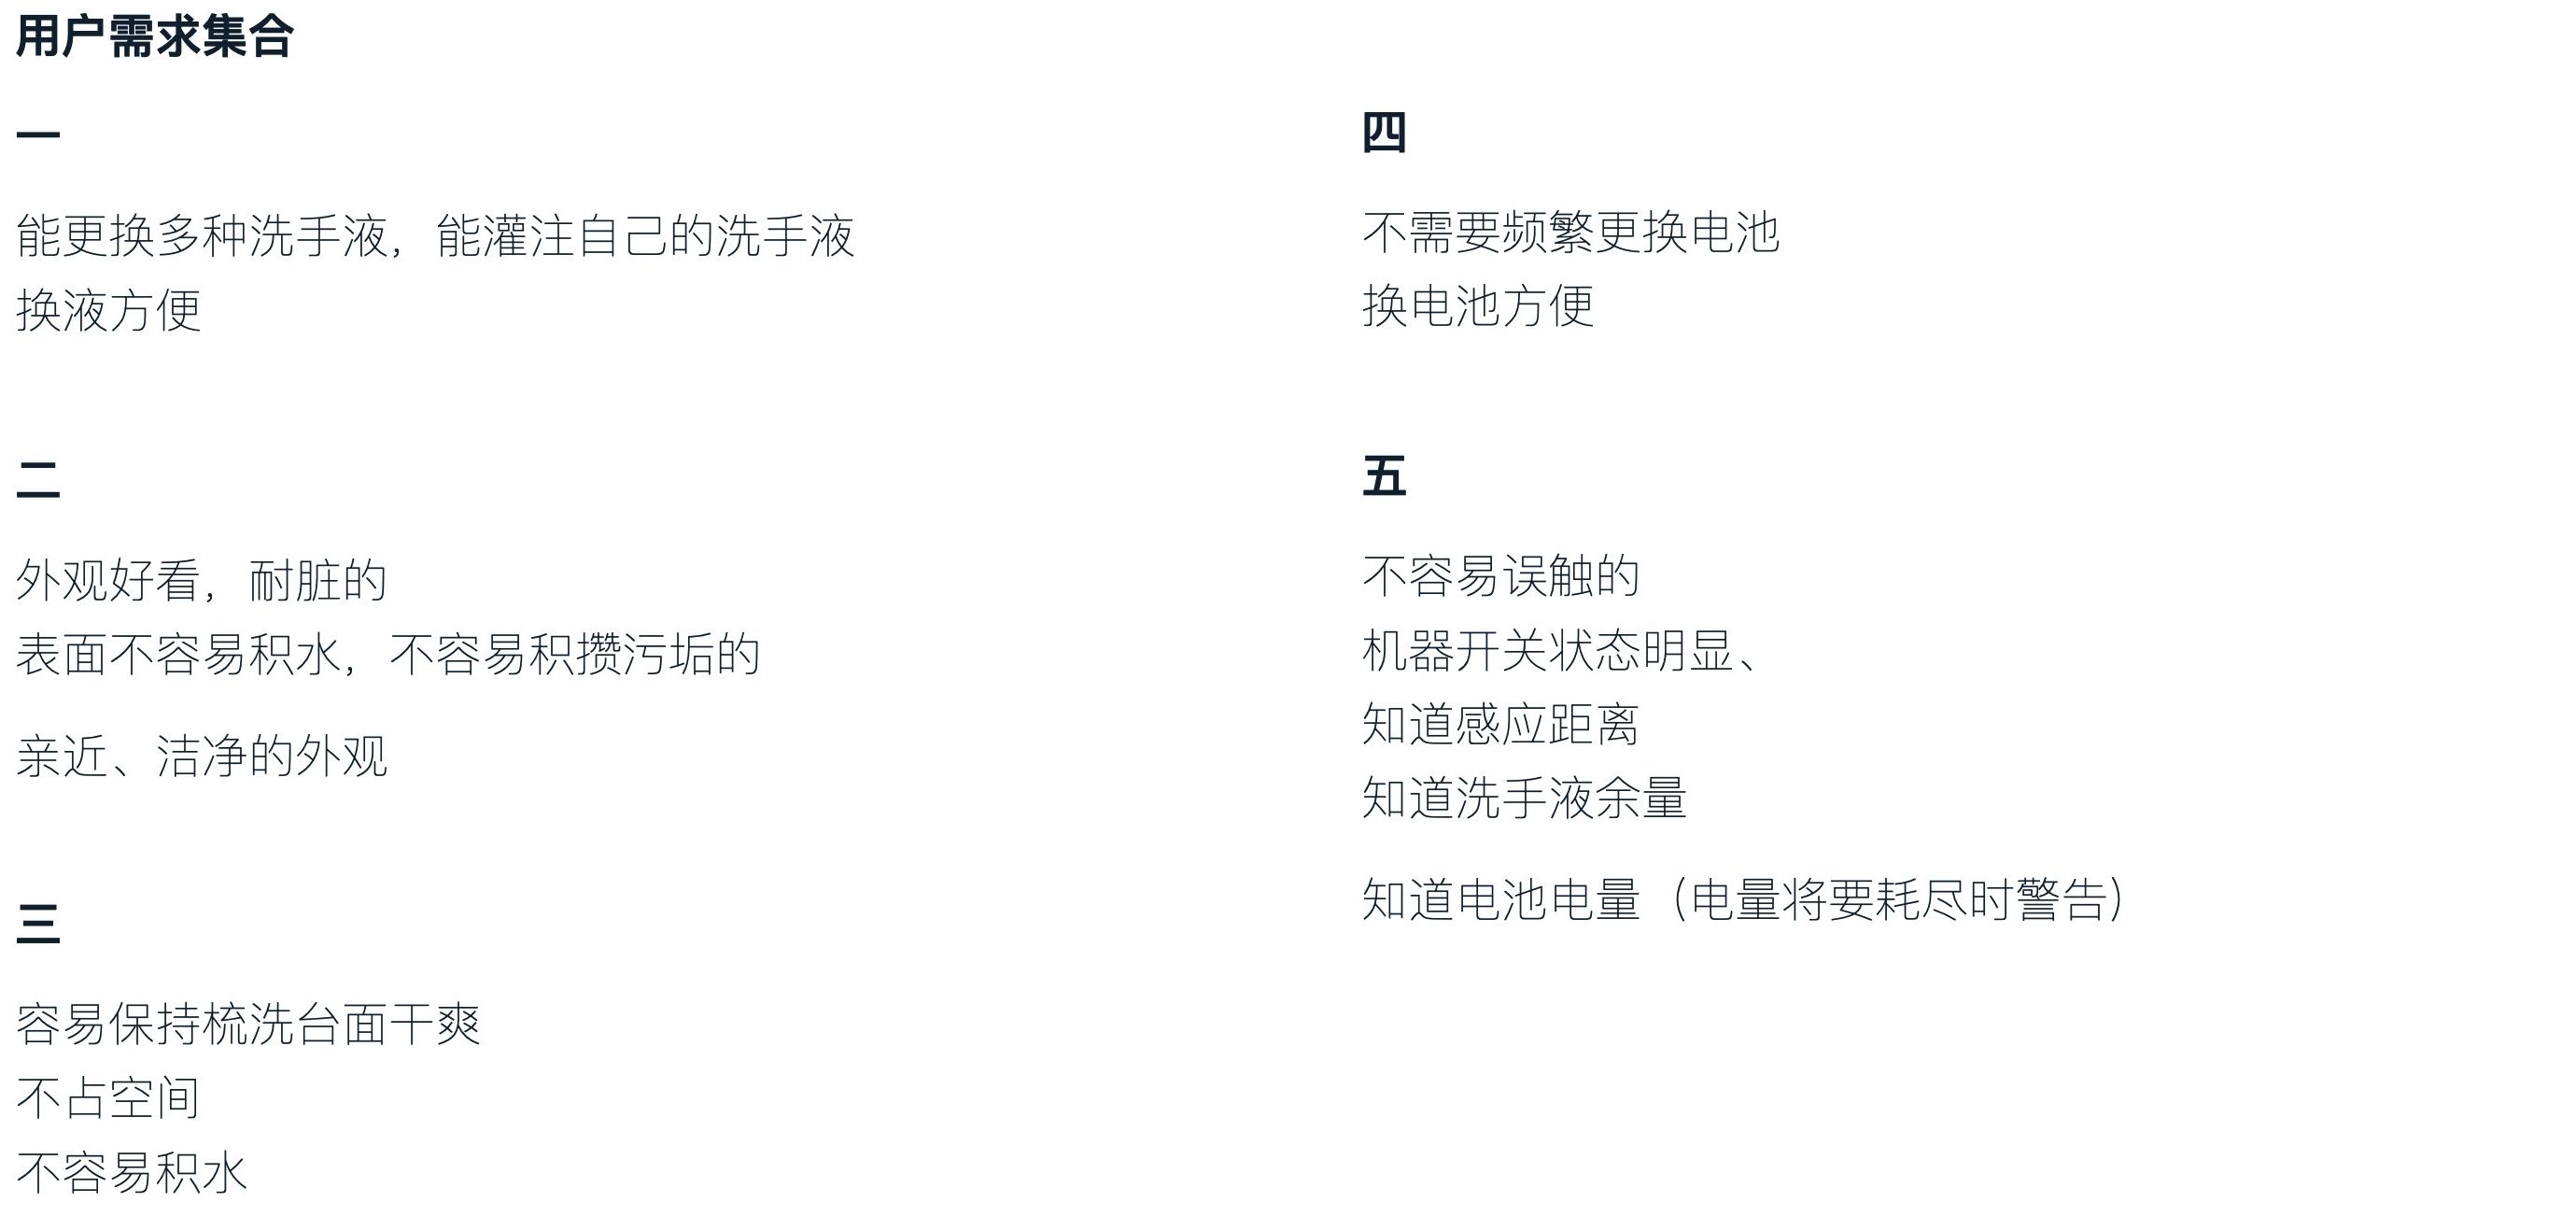 用户需求集合
一
能更换多种洗手液，能灌注自己的洗手液
换液方便
二
外观好看，耐脏的
表面不容易积水，不容易积攒污垢的
亲近、洁净的外观
三
容易保持梳洗台面干爽
不占空间
不容易积水
四
不需要频繁更换电池
换电池方便
五
不容易误触的
机器开关状态明显、
知道感应距离
知道洗手液余量
知道电池电量（电量将要耗尽时警告）